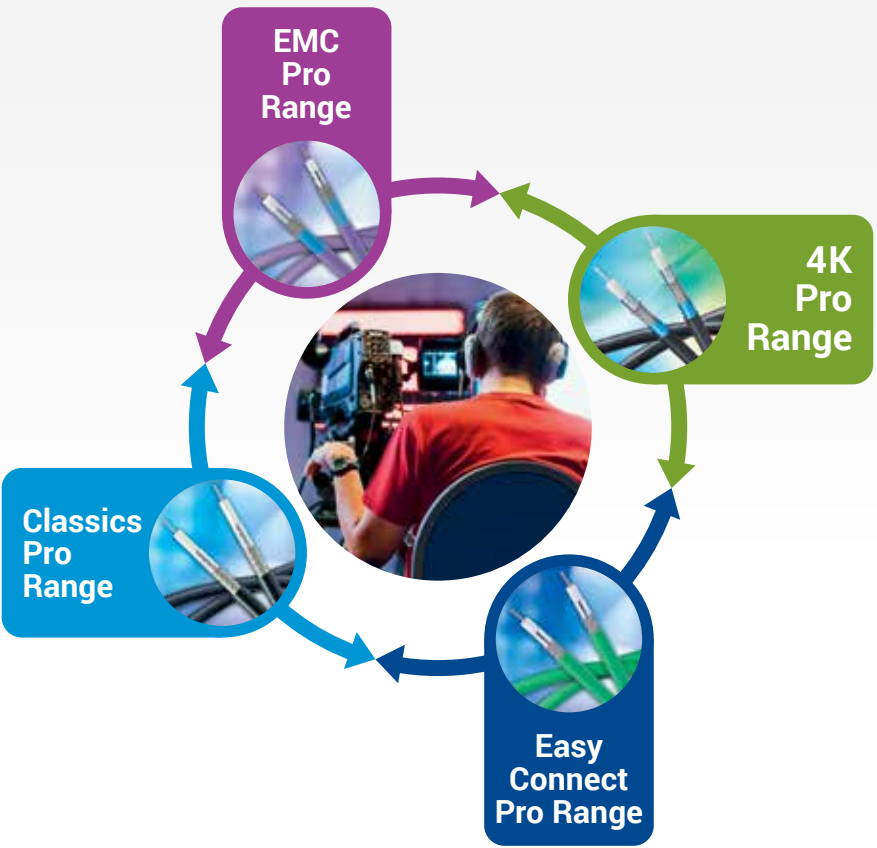 EMC
Pro
Range
4K
Pro
Range
Classics
Pro
Range
Easy
Connect
Pro Range